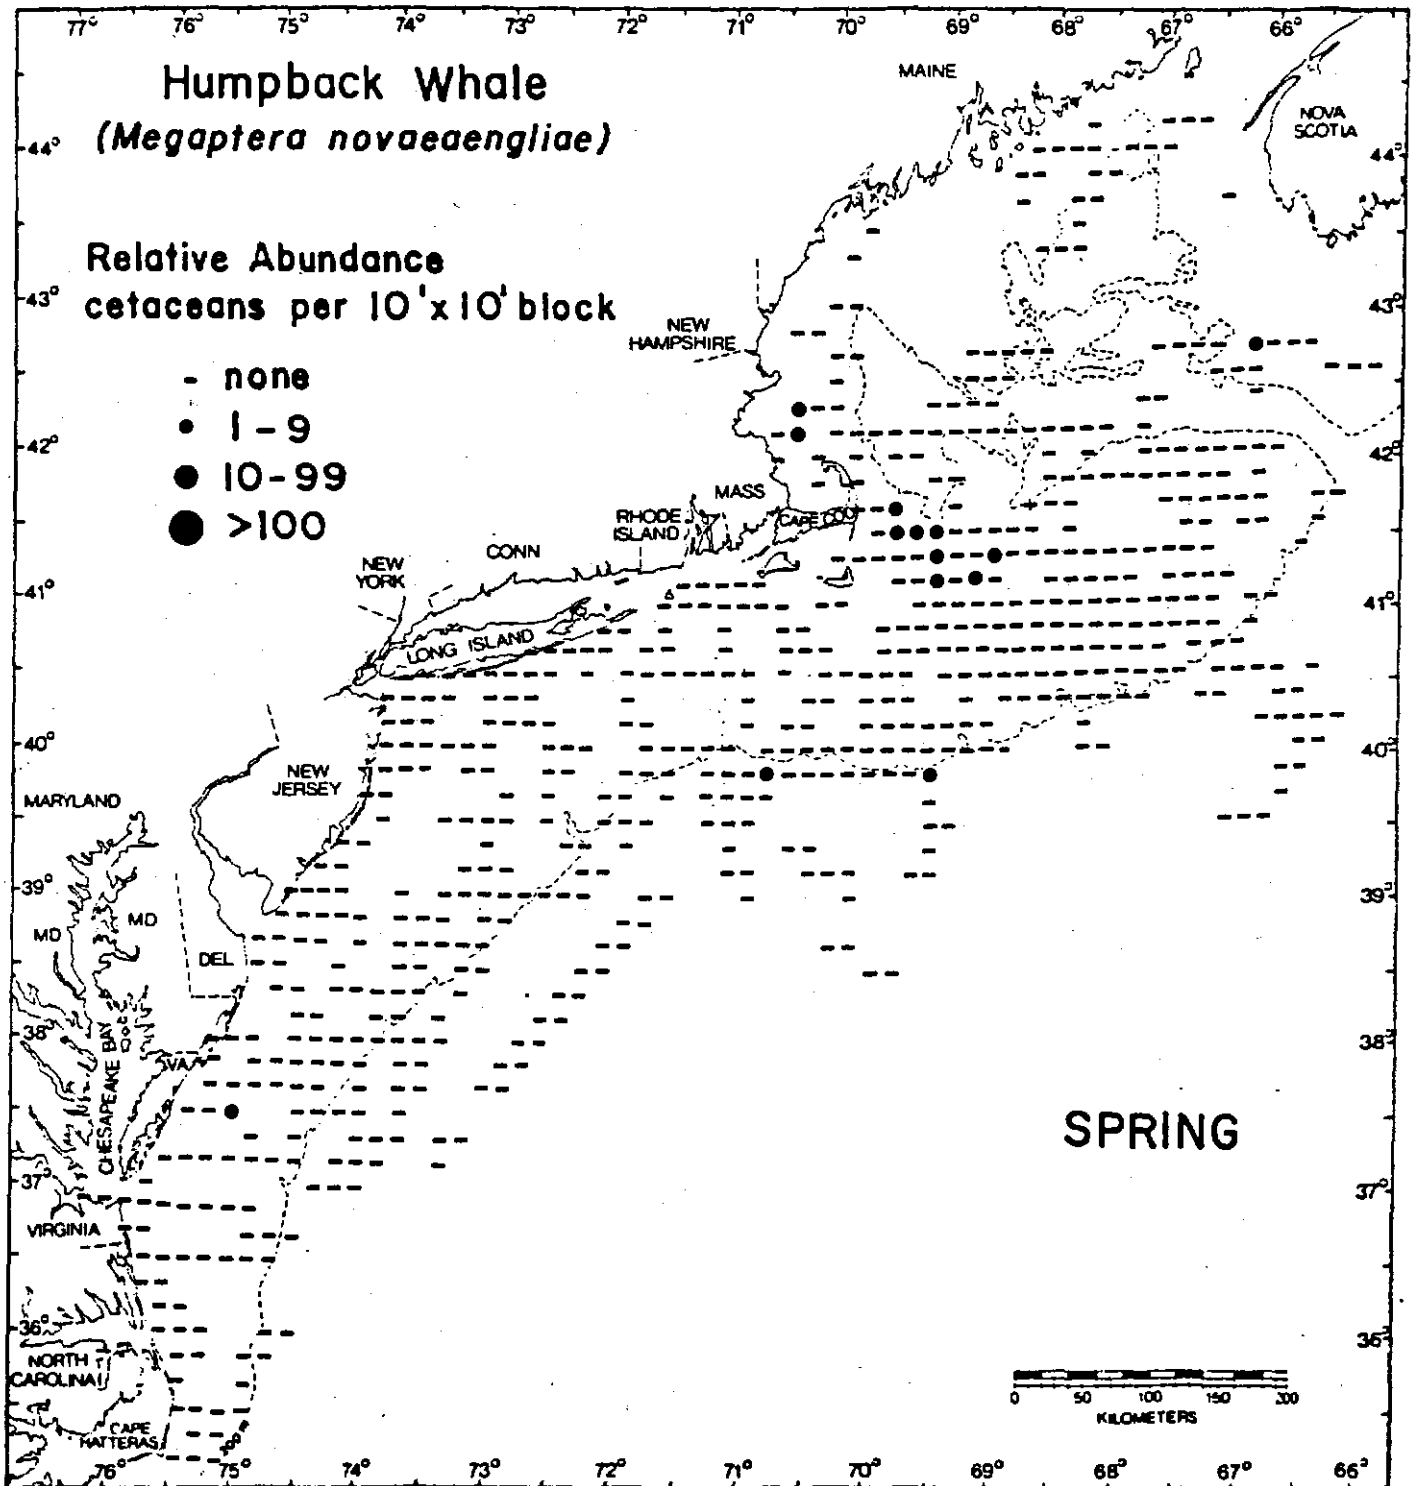 77° 76° 75° 74° 73° 72° 71° 70° 69° 68° 67° 66°
Humpback Whale
(Megaptera novaeaengliae)
MAINE
NOVA
SCOTIA
44° 44°
Relative Abundance
cetaceans per 10'x10' block
43° 43°
NEW
HAMPSHIRE
- none
1-9
10-99
>100
42° 42°
MASS
CAPE COD
RHODE
ISLAND
CONN
NEW
YORK
41° 41°
LONG ISLAND
40° 40°
NEW
JERSEY
MARYLAND
39° 39°
MD
MD
DEL
38° 38°
CHESAPEAKE BAY
VA
SPRING
37° 37°
VIRGINIA
36° 36°
NORTH
CAROLINA
0 50 100 150 200
KILOMETERS
CAPE
HATTERAS
76° 75° 74° 73° 72° 71° 70° 69° 68° 67° 66°